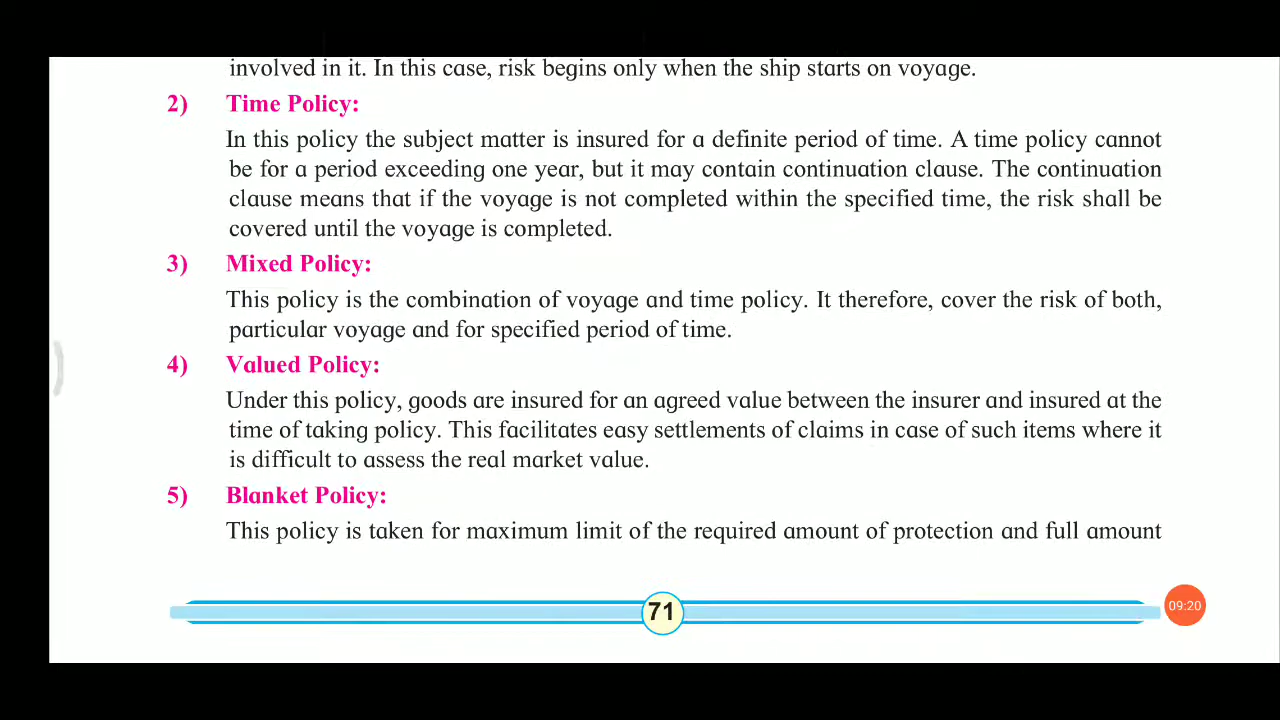 involved in it. In this case, risk begins only when the ship starts on voyage.
2) Time Policy:
In this policy the subject matter is insured for a definite period of time. A time policy cannot
be for a period exceeding one year, but it may contain continuation clause. The continuation
clause means that if the voyage is not completed within the specified time, the risk shall be
covered until the voyage is completed.
3) Mixed Policy:
This policy is the combination of voyage and time policy. It therefore, cover the risk of both,
particular voyage and for specified period of time.
4) Valued Policy:
Under this policy, goods are insured for an agreed value between the insurer and insured at the
time of taking policy. This facilitates easy settlements of claims in case of such items where it
is difficult to assess the real market value.
5) Blanket Policy:
This policy is taken for maximum limit of the required amount of protection and full amount
71
09:20